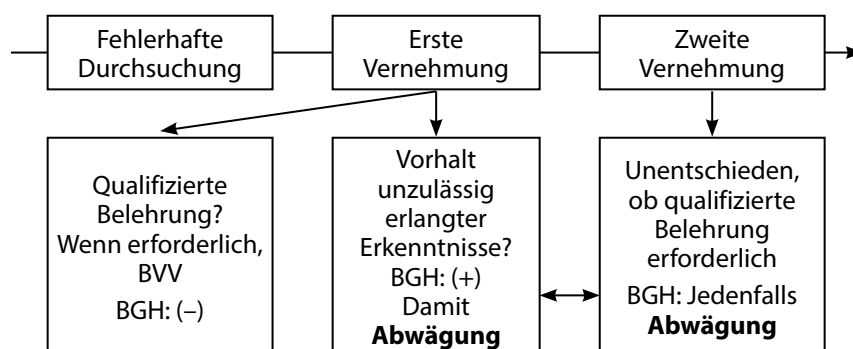 Fehlerhafte
Durchsuchung
Erste
Vernehmung
Zweite
Vernehmung
Qualifizierte
Belehrung?
Wenn erforderlich,
BVV
BGH: (–)
Vorhalt
unzulässig
erlangter
Erkenntnisse?
BGH: (+)
Damit
Abwägung
Unentschieden,
ob qualifizierte
Belehrung
erforderlich
BGH: Jedenfalls
Abwägung